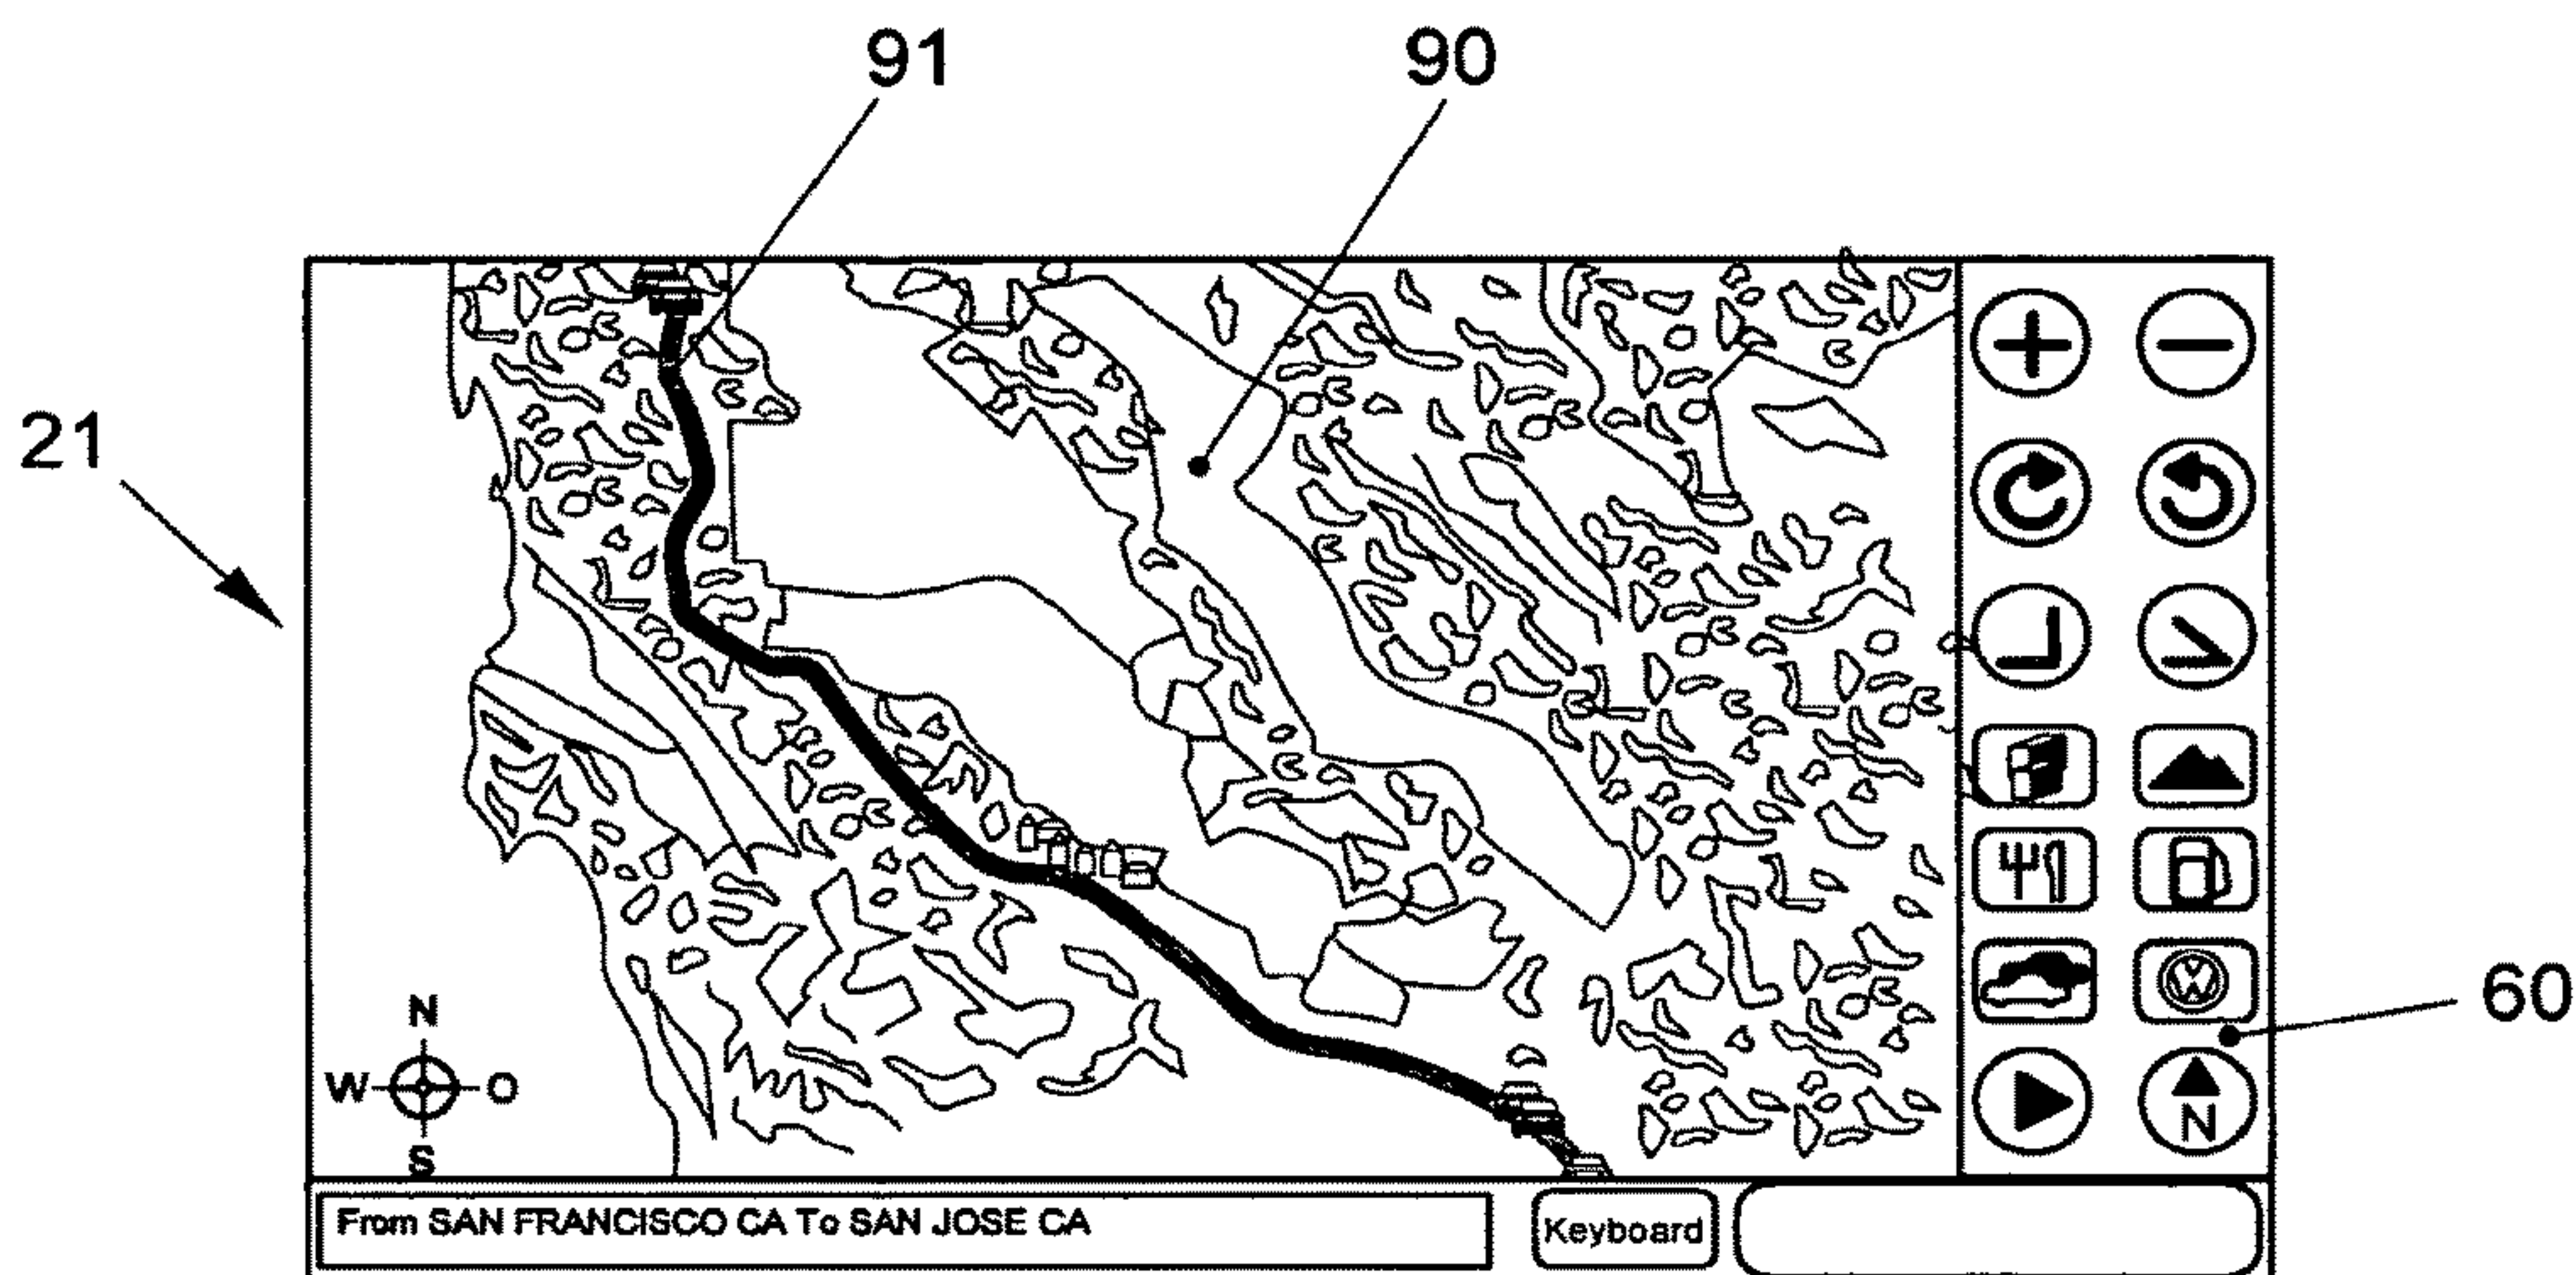 91
90
21
N
W
O
S
60
N
From SAN FRANCISCO CA To SAN JOSE CA
Keyboard